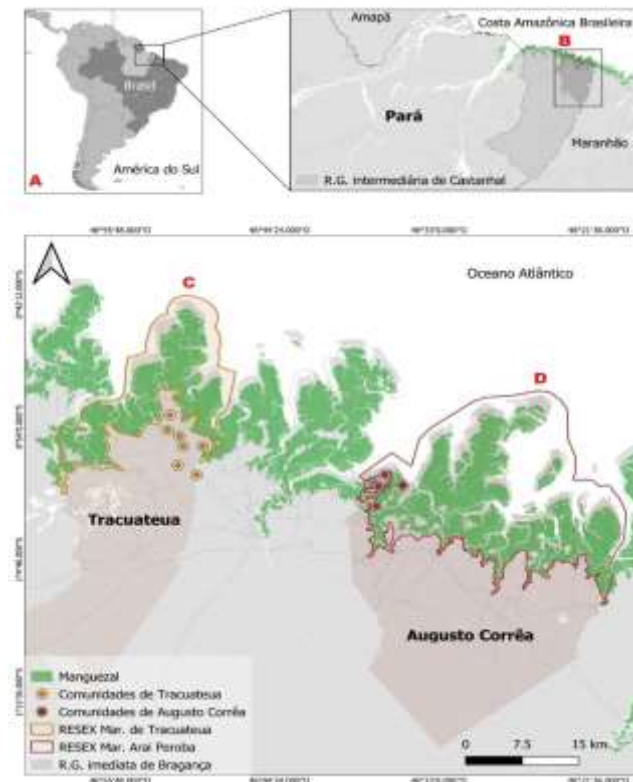 Brasil
América do Sul
A
Amapá
Costa Amazônica Brasileira
B
Pará
Maranhão
R.G. intermediária de Castanhal
C
Oceano Atlântico
D
Tracuateua
Augusto Corrêa
Manguezal
Comunidades de Tracuateua
Comunidades de Augusto Corrêa
RESEX Mar. de Tracuateua
RESEX Mar. Araí Peroba
R.G. imediata de Bragança
0 7.5 15 km